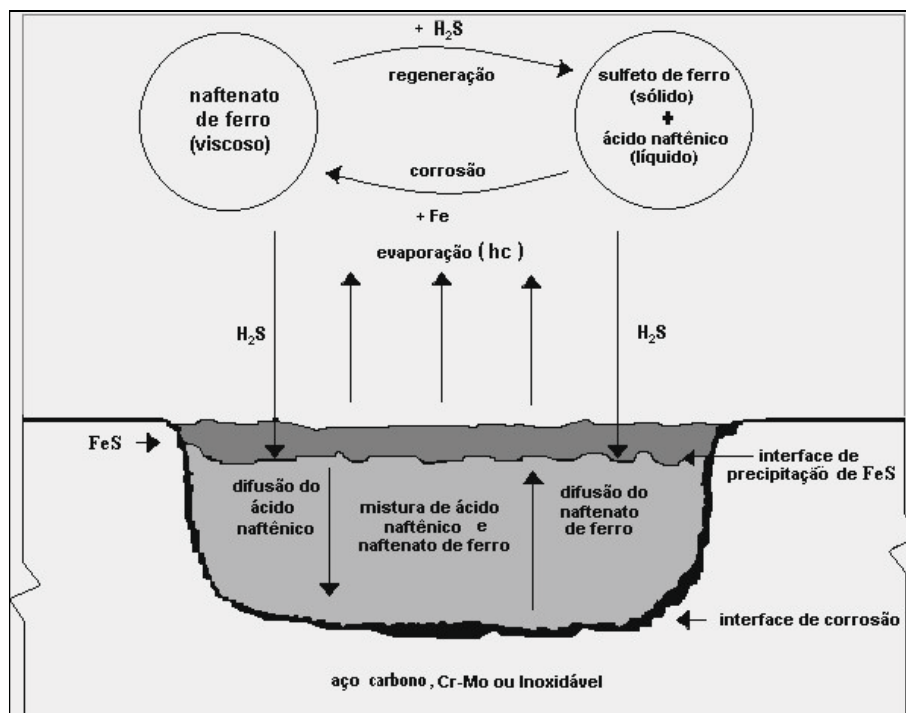 + H₂S
regeneração
naftenato
de ferro
(viscoso)
sulfeto de ferro
(sólido)
+
ácido naftênico
(líquido)
corrosão
+ Fe
evaporação (hc)
H₂S
H₂S
FeS
interface de
precipitação de FeS
difusão do
ácido
naftênico
mistura de ácido
naftênico e
naftenato de ferro
difusão do
naftenato
de ferro
interface de corrosão
aço carbono, Cr-Mo ou Inoxidável